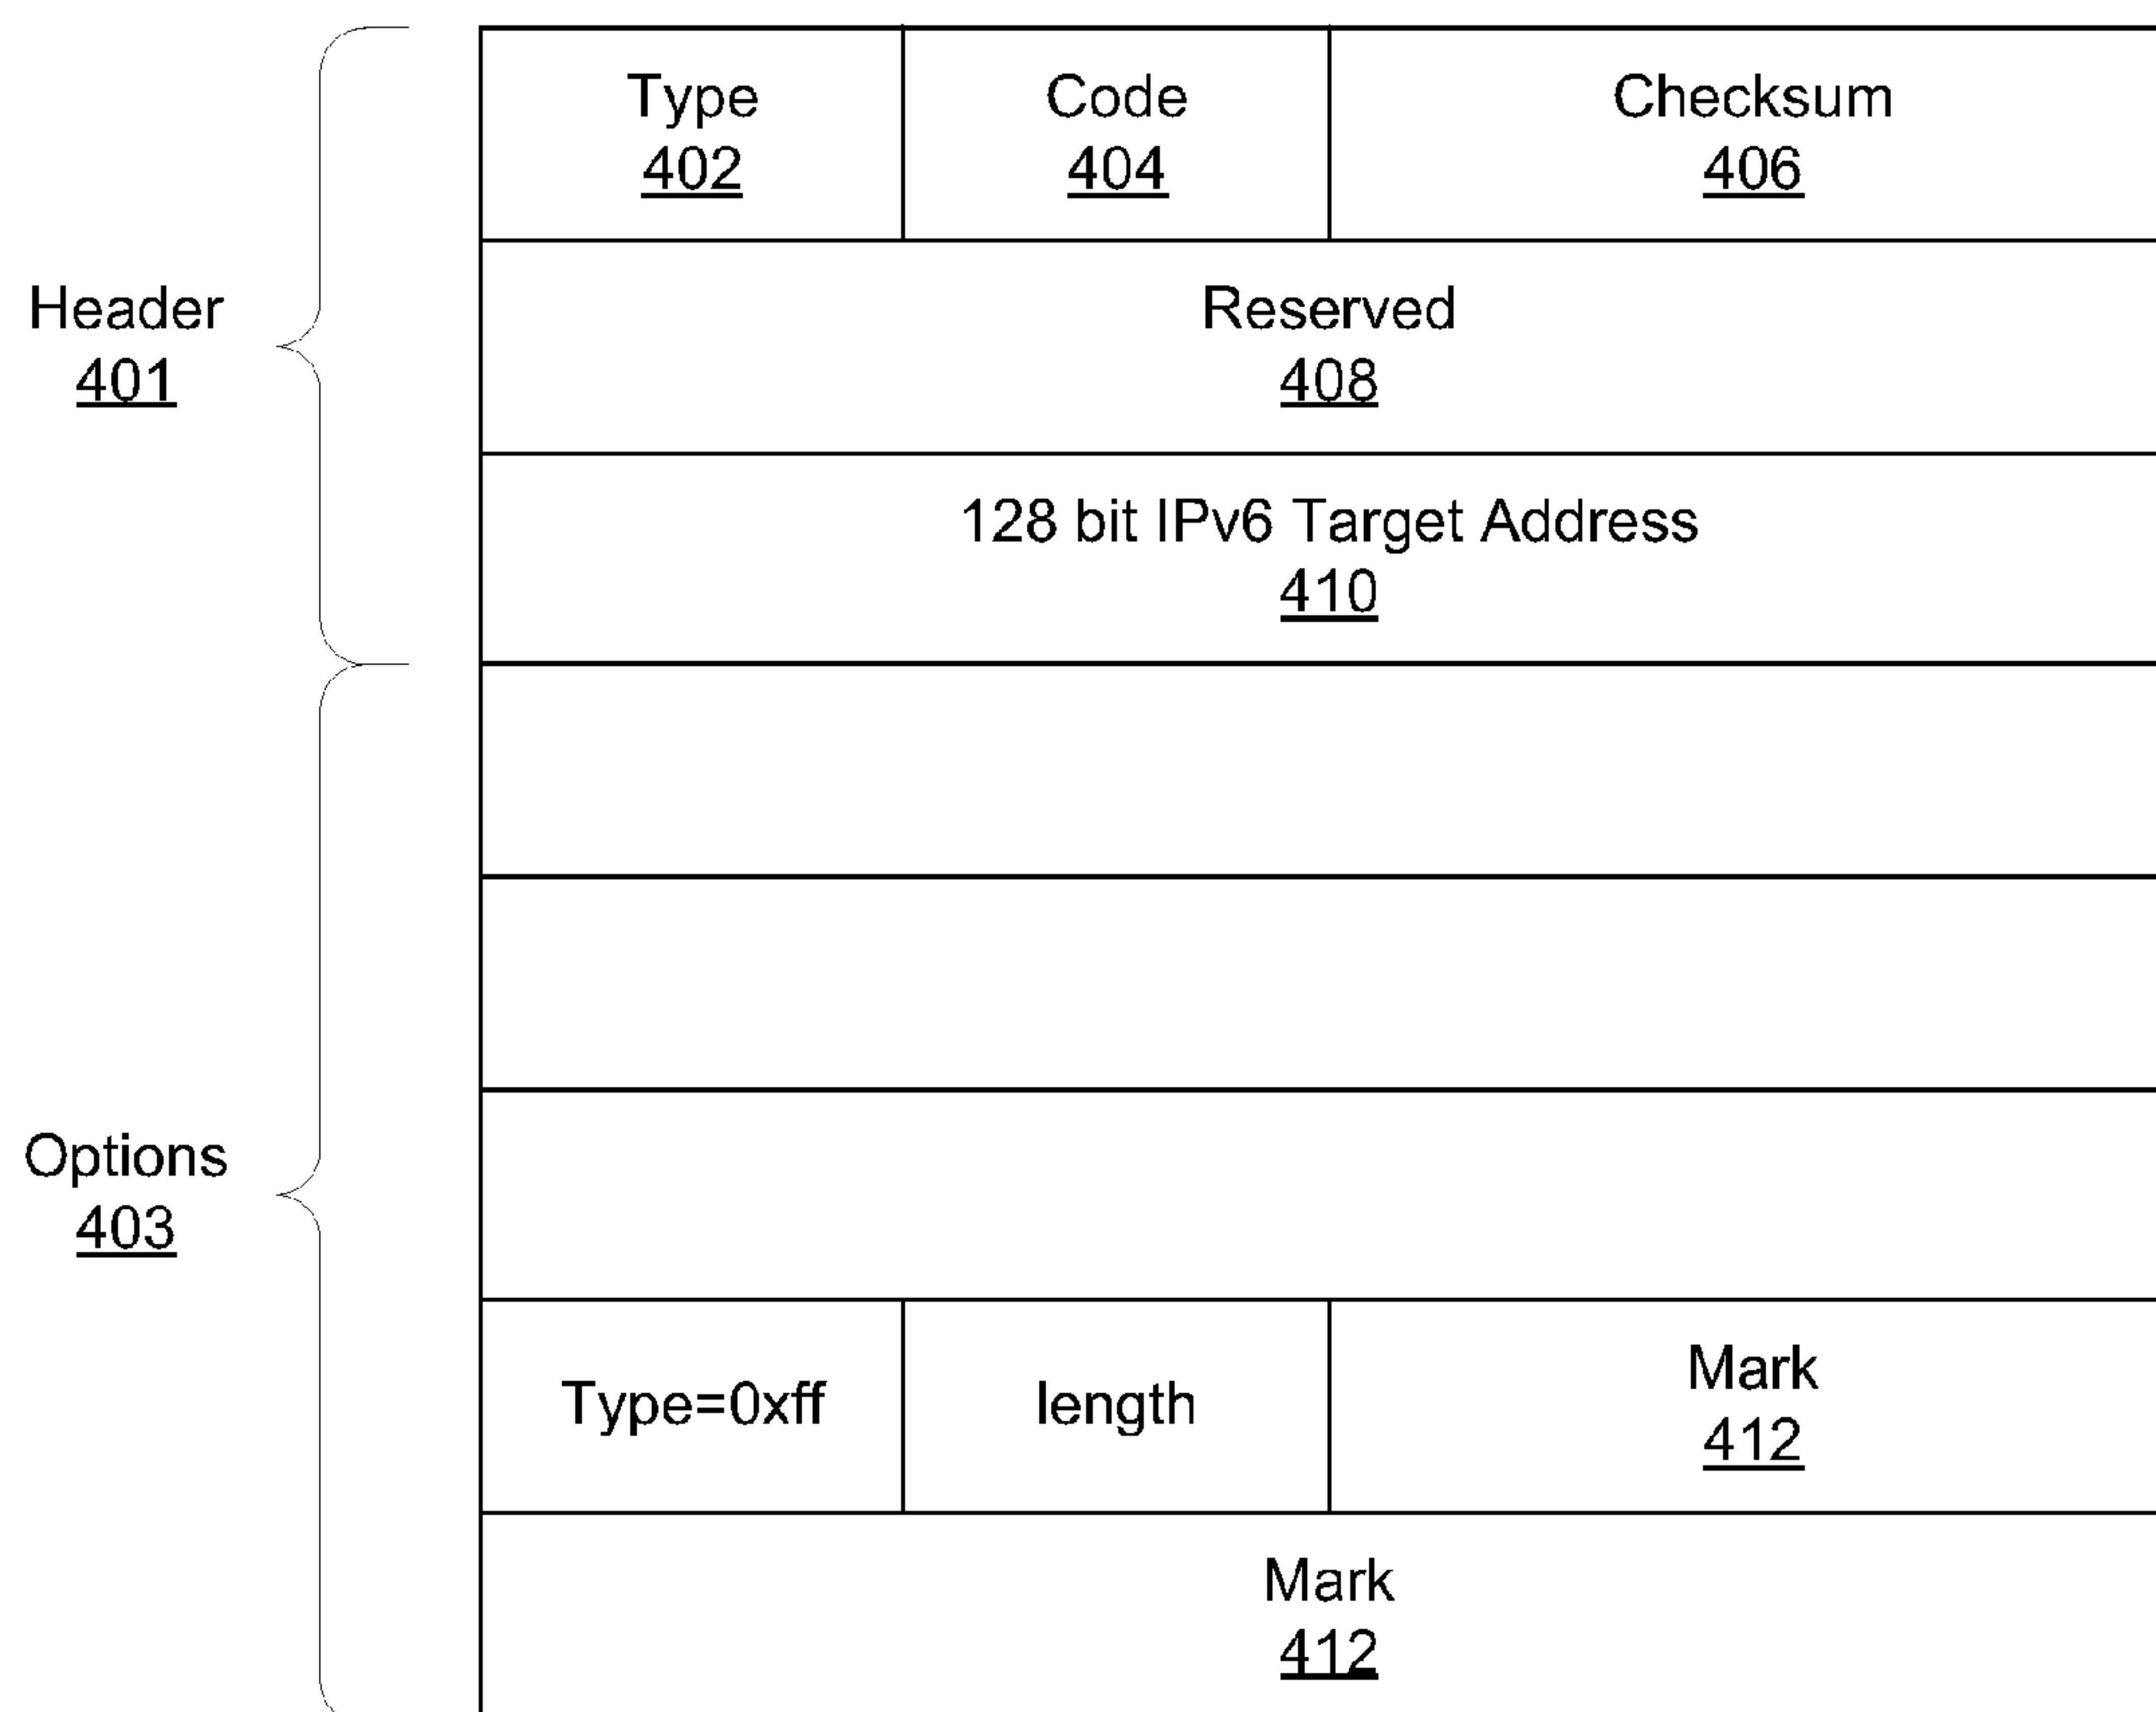 Type
402
Code
404
Checksum
406
Header
401
Reserved
408
128 bit IPv6 Target Address
410
Options
403
Type=0xff
length
Mark
412
Mark
412